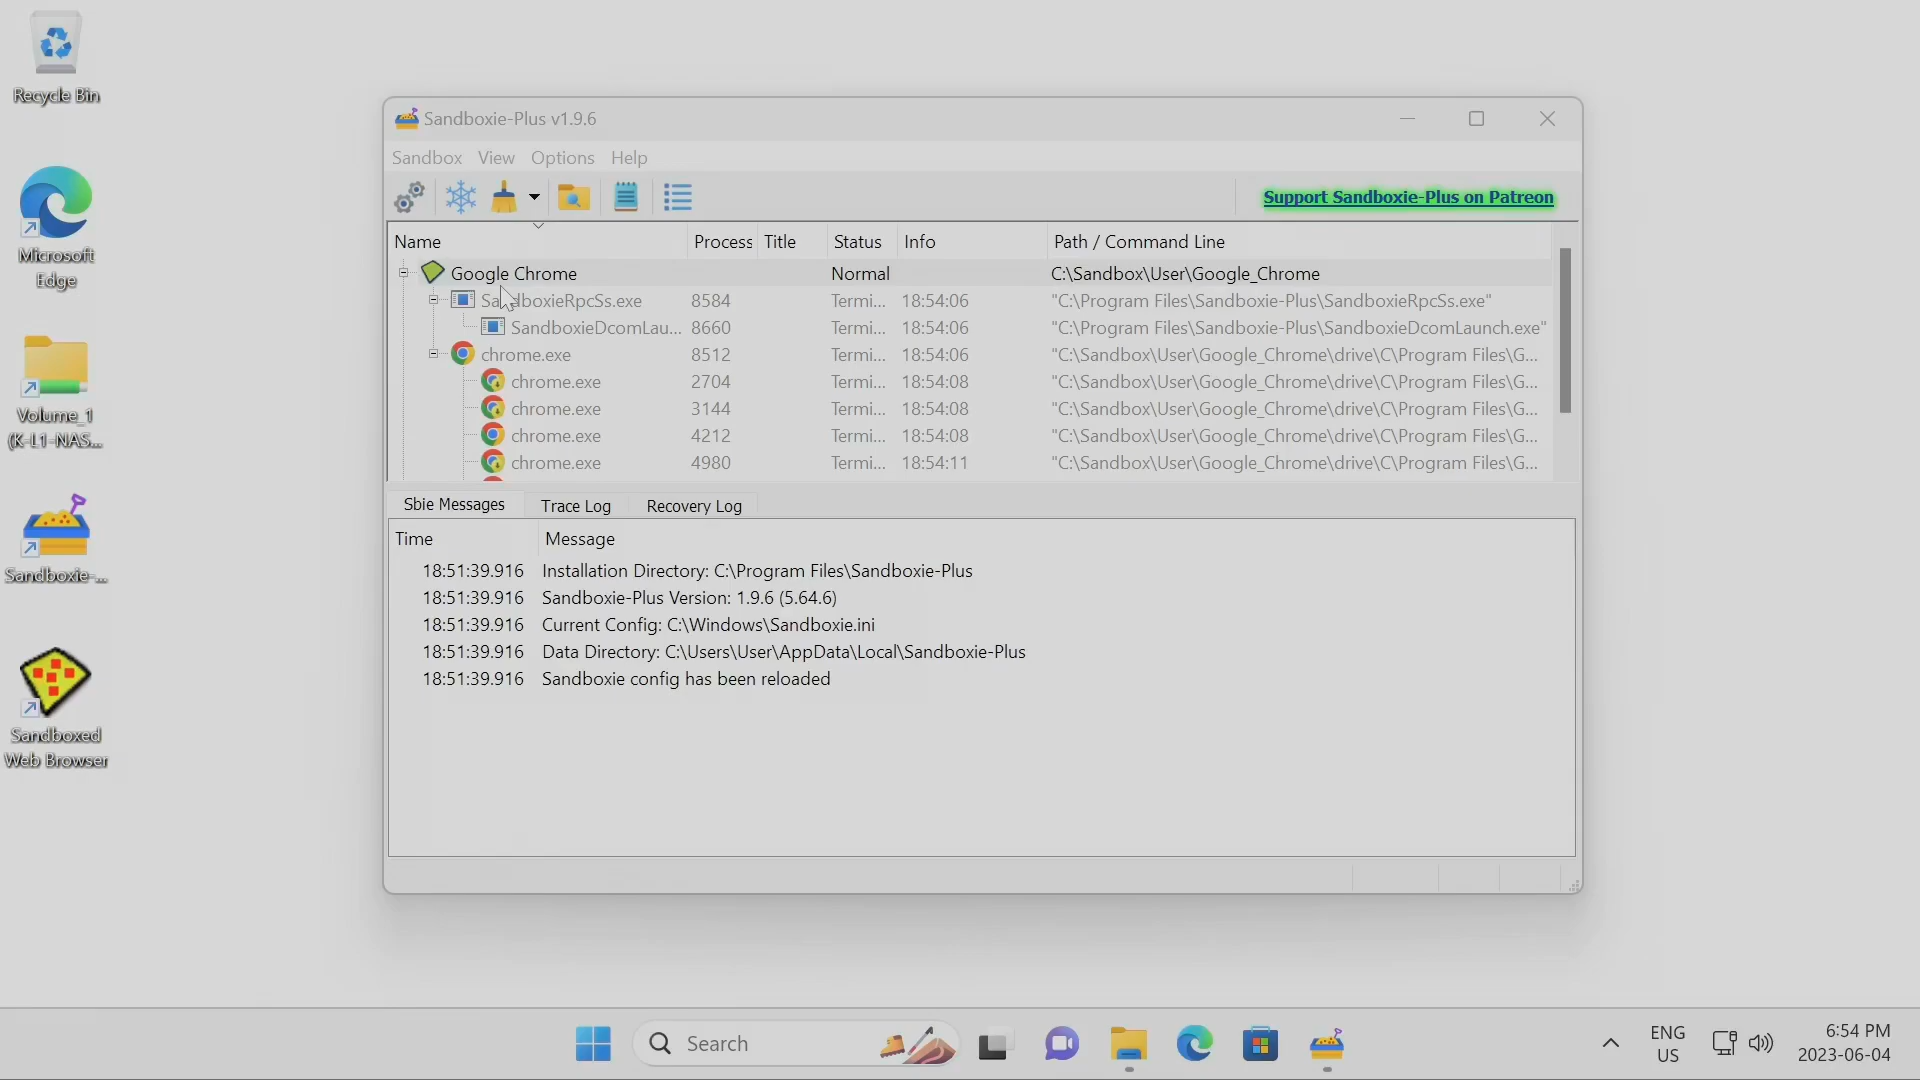 Recycle Bin
Microsoft
Edge
Volume_1
(K-L1-NAS...
Sandboxie-...
Sandboxed
Web Browser
Sandboxie-Plus v1.9.6
Sandbox View Options Help
Support Sandboxie-Plus on Patreon
Name Process Title Status Info Path / Command Line
Google Chrome Normal C:\Sandbox\User\Google_Chrome
SandboxieRpcSs.exe 8584 Termi... 18:54:06 "C:\Program Files\Sandboxie-Plus\SandboxieRpcSs.exe"
SandboxieDcomLau... 8660 Termi... 18:54:06 "C:\Program Files\Sandboxie-Plus\SandboxieDcomLaunch.exe"
chrome.exe 8512 Termi... 18:54:06 "C:\Sandbox\User\Google_Chrome\drive\C\Program Files\G...
chrome.exe 2704 Termi... 18:54:08 "C:\Sandbox\User\Google_Chrome\drive\C\Program Files\G...
chrome.exe 3144 Termi... 18:54:08 "C:\Sandbox\User\Google_Chrome\drive\C\Program Files\G...
chrome.exe 4212 Termi... 18:54:08 "C:\Sandbox\User\Google_Chrome\drive\C\Program Files\G...
chrome.exe 4980 Termi... 18:54:11 "C:\Sandbox\User\Google_Chrome\drive\C\Program Files\G...
Sbie Messages Trace Log Recovery Log
Time Message
18:51:39.916 Installation Directory: C:\Program Files\Sandboxie-Plus
18:51:39.916 Sandboxie-Plus Version: 1.9.6 (5.64.6)
18:51:39.916 Current Config: C:\Windows\Sandboxie.ini
18:51:39.916 Data Directory: C:\Users\User\AppData\Local\Sandboxie-Plus
18:51:39.916 Sandboxie config has been reloaded
Search
ENG
US
6:54 PM
2023-06-04